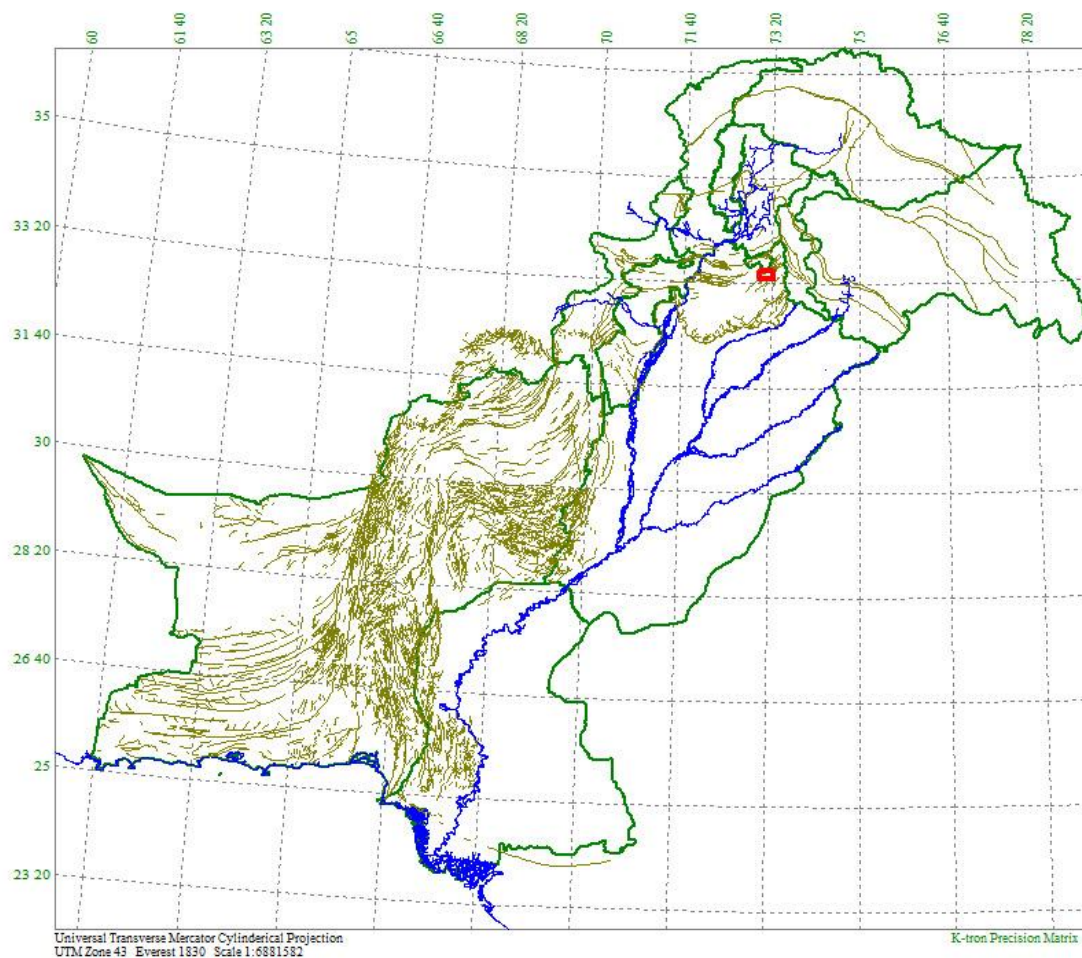 60 61 40 63 20 65 66 40 68 20 70 71 40 73 20 75 76 40 78 20
35
33 20
31 40
30
28 20
26 40
25
23 20
Universal Transverse Mercator Cylinderical Projection
K-tron Precision Matrix
UTM Zone 43 Everest 1830 Scale 1:6881582